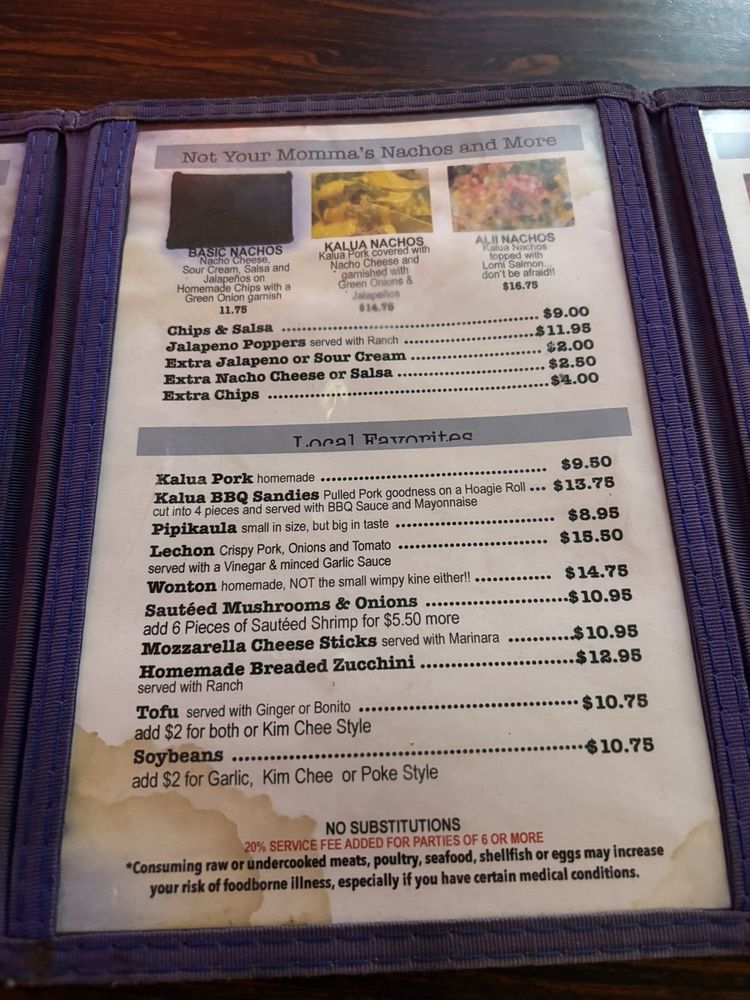 Not Your Momma's Nachos and More
BASIC NACHOS
Nacho Cheese,
Sour Cream, Salsa and
Jalapeños on
Homemade Chips with a
Green Onion garnish
11.75
KALUA NACHOS
Kalua Pork covered with
Nacho Cheese and
garnished with
Green Onions &
Jalapeños
$14.75
ALII NACHOS
Kalua Nachos
topped with
Lomi Salmon...
don't be afraid!!
$16.75
Chips & Salsa ........ $9.00
Jalapeno Poppers served with Ranch ........ $11.95
Extra Jalapeno or Sour Cream ........ $2.00
Extra Nacho Cheese or Salsa ........ $2.50
Extra Chips ........ $4.00
Local Favorites
Kalua Pork homemade ........ $9.50
Kalua BBQ Sandies Pulled Pork goodness on a Hoagie Roll ... $13.75
cut into 4 pieces and served with BBQ Sauce and Mayonnaise
Pipikaula small in size, but big in taste ........ $8.95
Lechon Crispy Pork, Onions and Tomato ........ $15.50
served with a Vinegar & minced Garlic Sauce
Wonton homemade, NOT the small wimpy kine either!! ........ $14.75
Sautéed Mushrooms & Onions ........ $10.95
add 6 Pieces of Sautéed Shrimp for $5.50 more
Mozzarella Cheese Sticks served with Marinara ........ $10.95
Homemade Breaded Zucchini ........ $12.95
served with Ranch
Tofu served with Ginger or Bonito ........ $10.75
add $2 for both or Kim Chee Style
Soybeans ........ $10.75
add $2 for Garlic, Kim Chee or Poke Style
NO SUBSTITUTIONS
20% SERVICE FEE ADDED FOR PARTIES OF 6 OR MORE
*Consuming raw or undercooked meats, poultry, seafood, shellfish or eggs may increase
your risk of foodborne illness, especially if you have certain medical conditions.